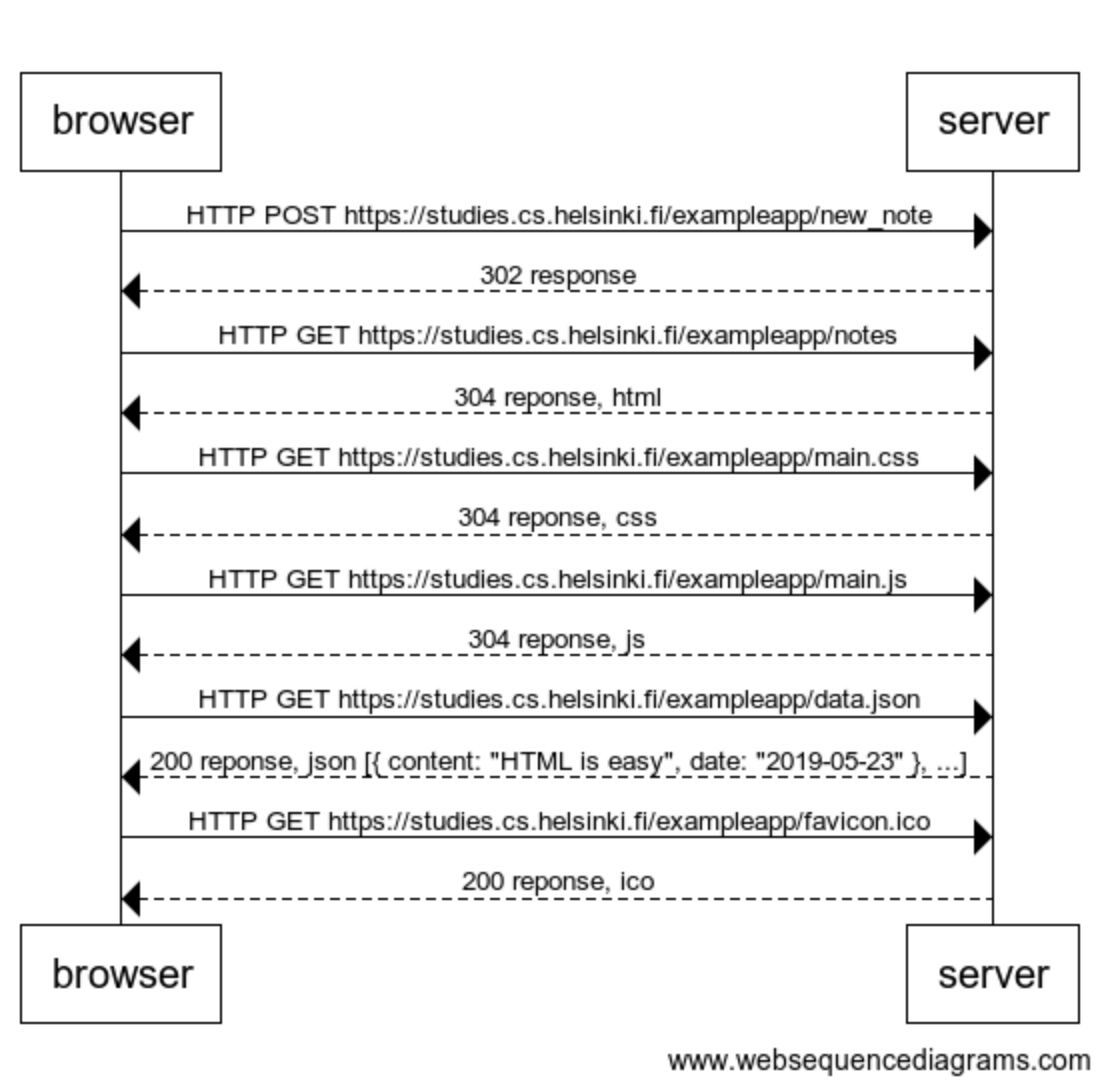 browser server
HTTP POST https://studies.cs.helsinki.fi/exampleapp/new_note
302 response
HTTP GET https://studies.cs.helsinki.fi/exampleapp/notes
304 reponse, html
HTTP GET https://studies.cs.helsinki.fi/exampleapp/main.css
304 reponse, css
HTTP GET https://studies.cs.helsinki.fi/exampleapp/main.js
304 reponse, js
HTTP GET https://studies.cs.helsinki.fi/exampleapp/data.json
200 reponse, json [{ content: "HTML is easy", date: "2019-05-23" }, ...]
HTTP GET https://studies.cs.helsinki.fi/exampleapp/favicon.ico
200 reponse, ico
browser server
www.websequencediagrams.com